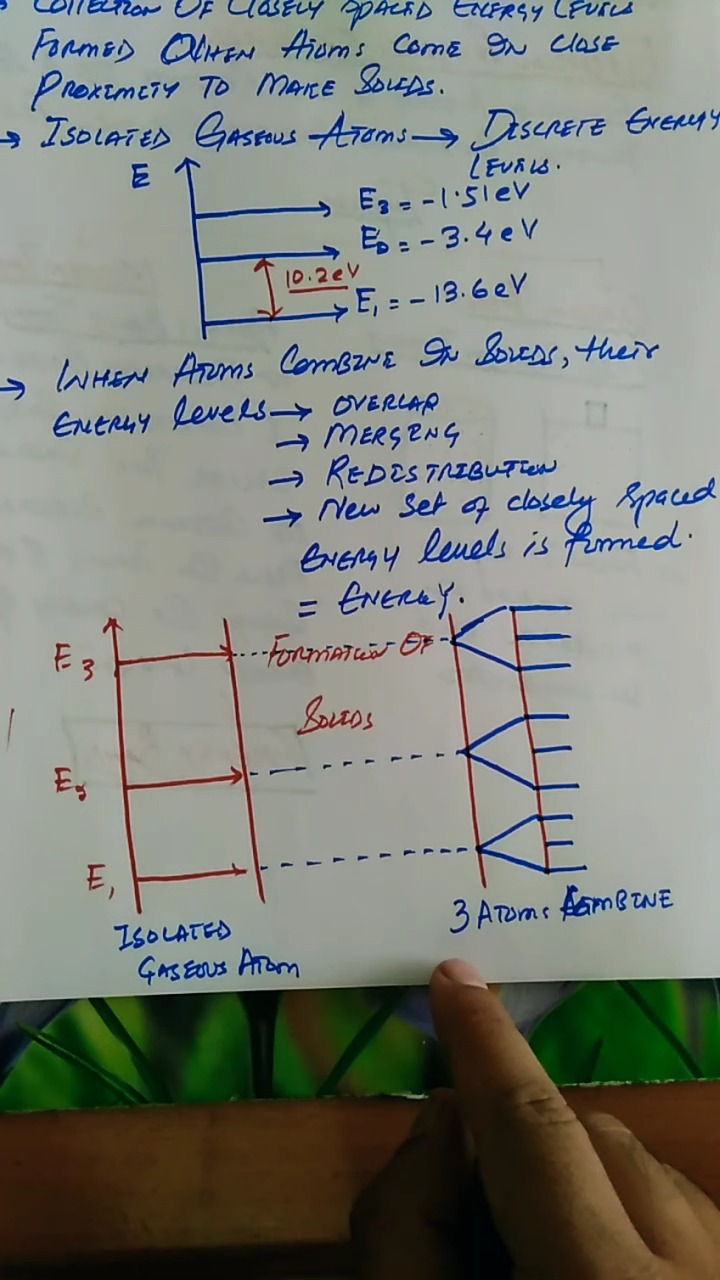 → COLLECTION OF CLOSELY SPACED ENERGY LEVELS
FORMED WHEN ATOMS COME IN CLOSE
PROXIMITY TO MAKE SOLIDS.
→ ISOLATED GASEOUS ATOMS → DISCRETE ENERGY
LEVELS.
E
E3 = -1.51eV
E2 = -3.4eV
10.2eV
E1 = -13.6eV
→ WHEN ATOMS COMBINE IN SOLIDS, their
ENERGY levels → OVERLAP
→ MERGING
→ REDISTRIBUTION
→ New Set of closely spaced
ENERGY levels is formed.
= ENERGY.
E3
FORMATION OF
SOLIDS
E2
E1
ISOLATED
GASEOUS ATOM
3 ATOMS COMBINE